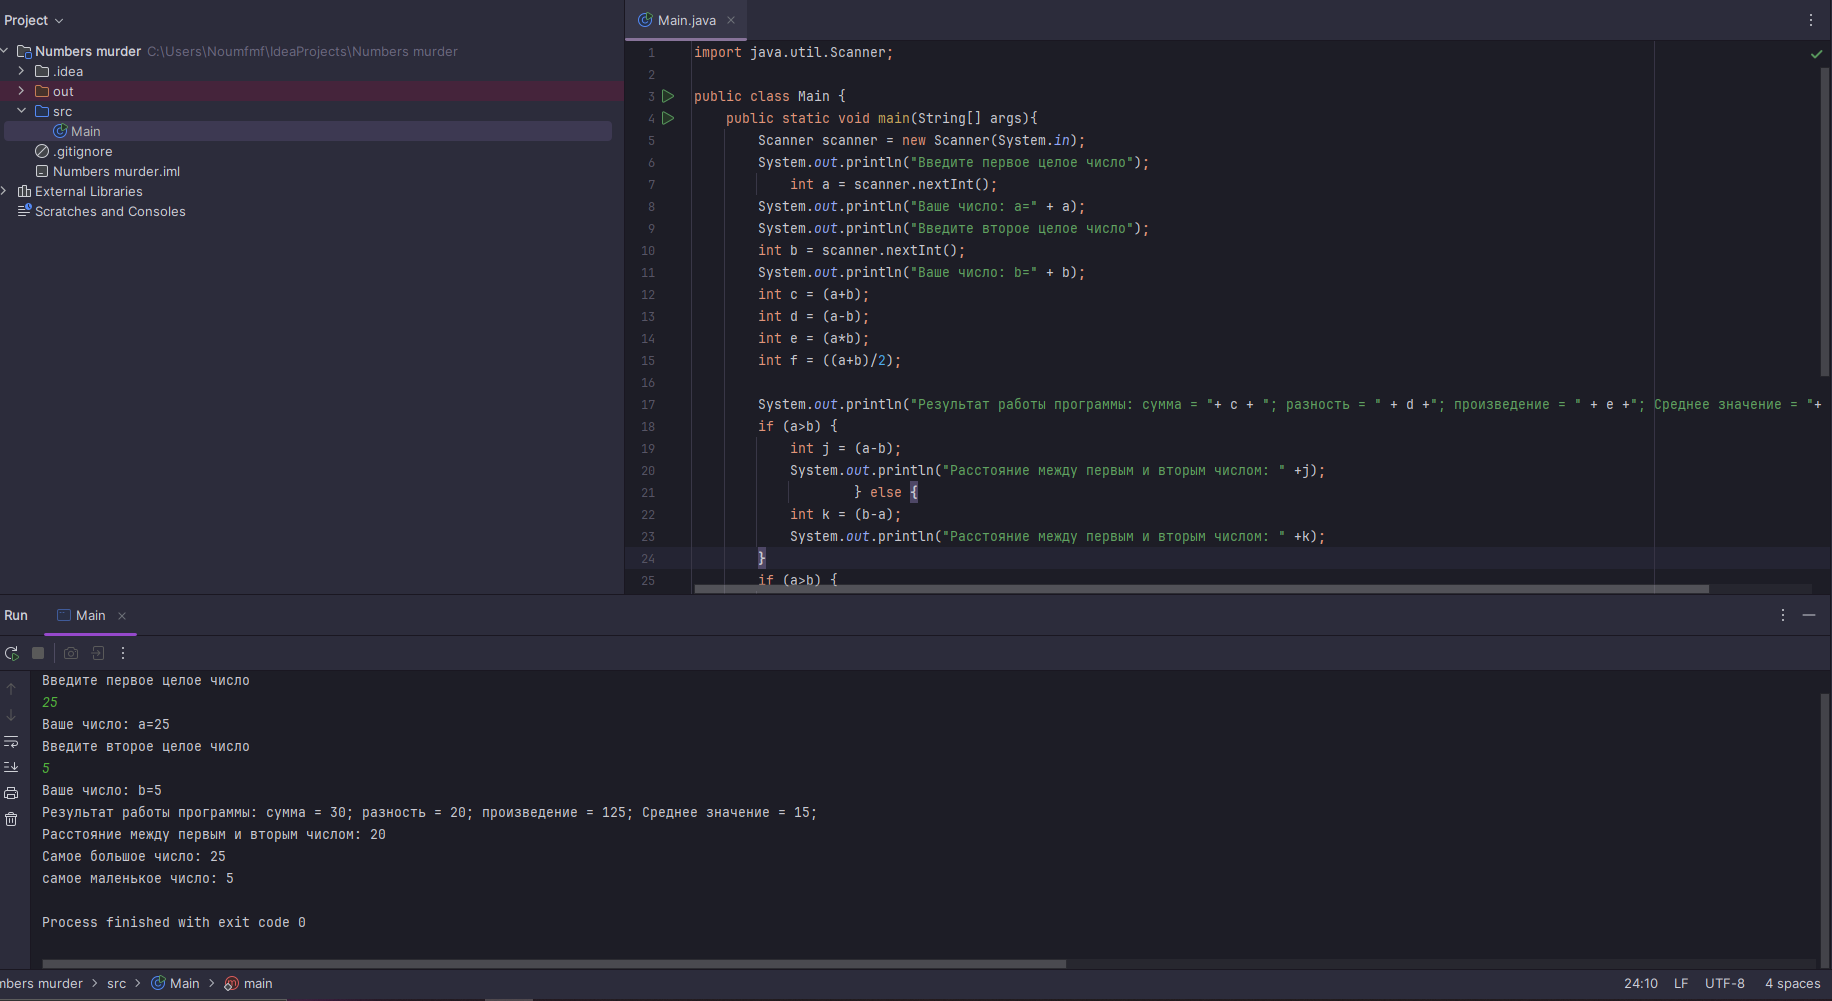 Project
Numbers murder C:\Users\Noumfmf\IdeaProjects\Numbers murder
.idea
out
src
Main
.gitignore
Numbers murder.iml
External Libraries
Scratches and Consoles
Main.java
1 import java.util.Scanner;
2
3 public class Main {
4 public static void main(String[] args){
5 Scanner scanner = new Scanner(System.in);
6 System.out.println("Введите первое целое число");
7 int a = scanner.nextInt();
8 System.out.println("Ваше число: a=" + a);
9 System.out.println("Введите второе целое число");
10 int b = scanner.nextInt();
11 System.out.println("Ваше число: b=" + b);
12 int c = (a+b);
13 int d = (a-b);
14 int e = (a*b);
15 int f = ((a+b)/2);
16
17 System.out.println("Результат работы программы: сумма = "+ c + "; разность = " + d +"; произведение = " + e +"; Среднее значение = "+
18 if (a>b) {
19 int j = (a-b);
20 System.out.println("Расстояние между первым и вторым числом: " +j);
21 } else {
22 int k = (b-a);
23 System.out.println("Расстояние между первым и вторым числом: " +k);
24 }
25 if (a>b) {
Run Main
Введите первое целое число
25
Ваше число: a=25
Введите второе целое число
5
Ваше число: b=5
Результат работы программы: сумма = 30; разность = 20; произведение = 125; Среднее значение = 15;
Расстояние между первым и вторым числом: 20
Самое большое число: 25
самое маленькое число: 5
Process finished with exit code 0
mbers murder > src > Main > main 24:10 LF UTF-8 4 spaces